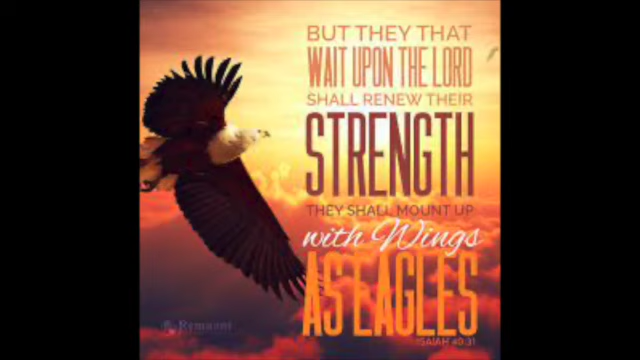 BUT THEY THAT
WAIT UPON THE LORD
SHALL RENEW THEIR
STRENGTH
THEY SHALL MOUNT UP
with Wings
AS EAGLES
ISAIAH 40:31
Remnant